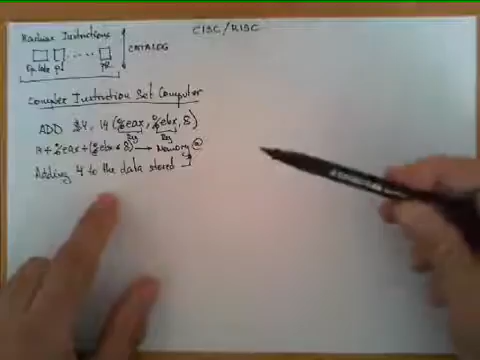 CISC/RISC
Machine Instructions
CATALOG
Op.Code
Complex Instruction Set Computer
ADD $4, 14(%eax, %ebx, 8)
Reg Reg
14+%eax+(%ebx*8) → Memory @
Adding 4 to the data stored